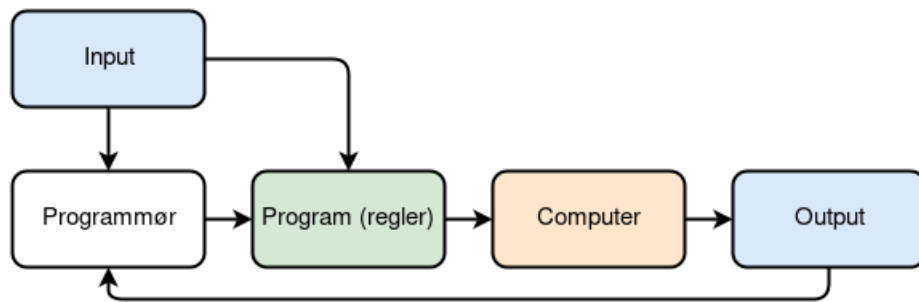 Input
Programmør
Program (regler)
Computer
Output